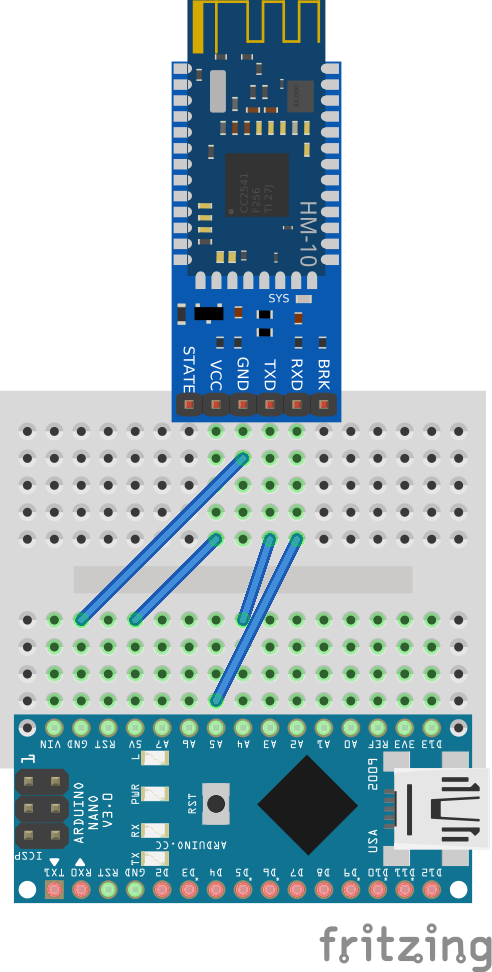 CC2541
F256
TI 27J
HM-10
SYS
STATE VCC GND TXD RXD BRK
VIN GND RST 5V A7 A6 A5 A4 A3 A2 A1 A0 REF 3V3 D13
1
L
PWR
RX
TX
RST
ARDUINO
NANO
V3.0
ICSP
ARDUINO.CC
2009
USA
TX1 RX0 RST GND D2 D3 D4 D5 D6 D7 D8 D9 D10 D11 D12
fritzing